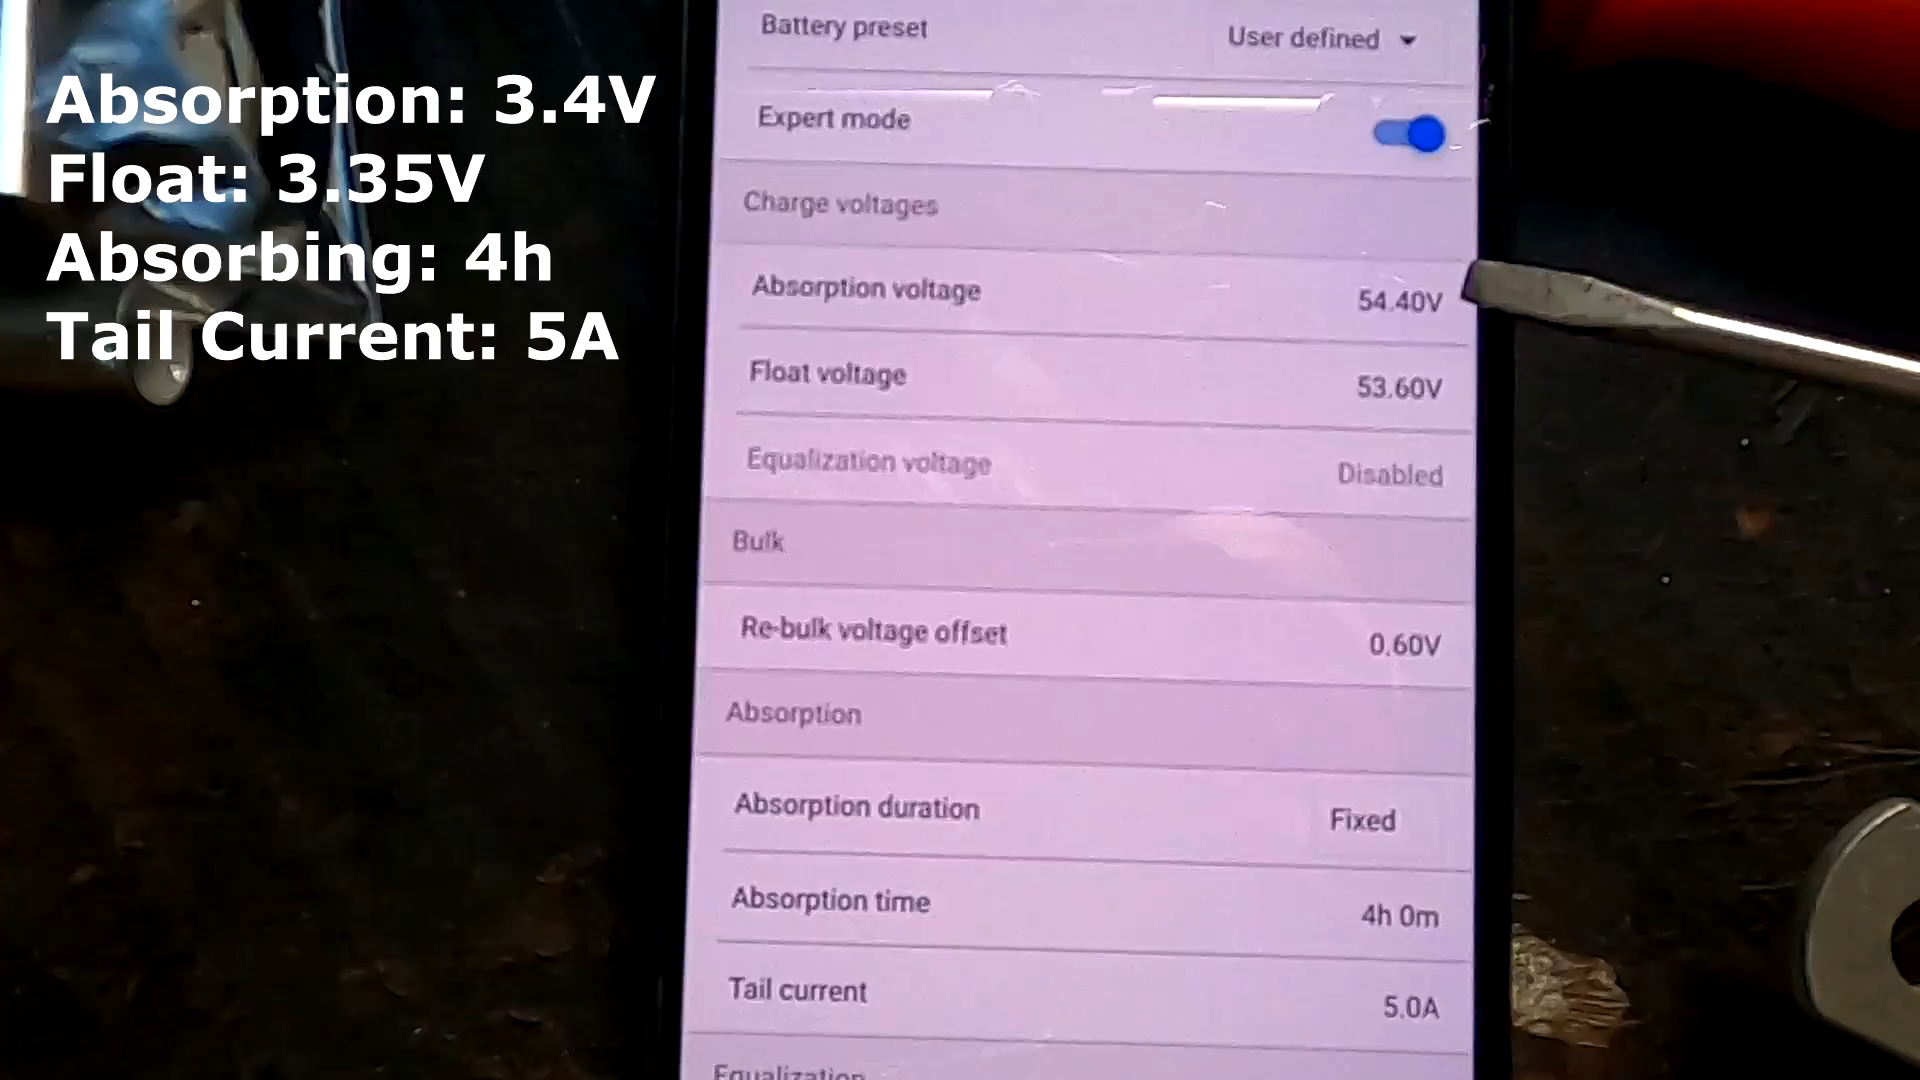 Absorption: 3.4V
Float: 3.35V
Absorbing: 4h
Tail Current: 5A
Battery preset User defined
Expert mode
Charge voltages
Absorption voltage 54.40V
Float voltage 53.60V
Equalization voltage Disabled
Bulk
Re-bulk voltage offset 0.60V
Absorption
Absorption duration Fixed
Absorption time 4h 0m
Tail current 5.0A
Equalization